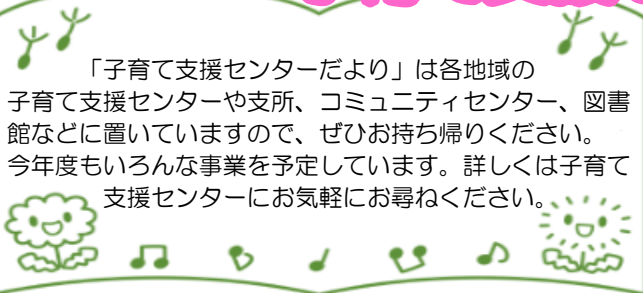 「子育て支援センターだより」は各地域の
子育て支援センターや支所、コミュニティセンター、図書
館などに置いていますので、ぜひお持ち帰りください。
今年度もいろんな事業を予定しています。詳しくは子育て
支援センターにお気軽にお尋ねください。